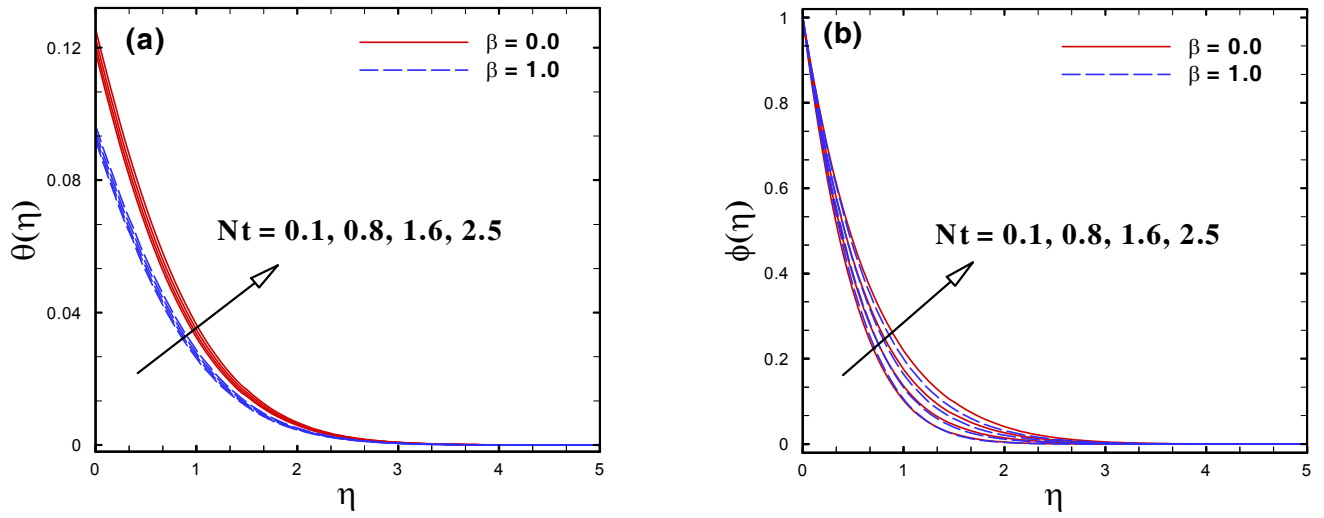 (a)
β = 0.0
β = 1.0
0.12
0.08
0.04
0
θ(η)
Nt = 0.1, 0.8, 1.6, 2.5
0 1 2 3 4 5
η
(b)
β = 0.0
β = 1.0
1
0.8
0.6
0.4
0.2
0
ϕ(η)
Nt = 0.1, 0.8, 1.6, 2.5
0 1 2 3 4 5
η